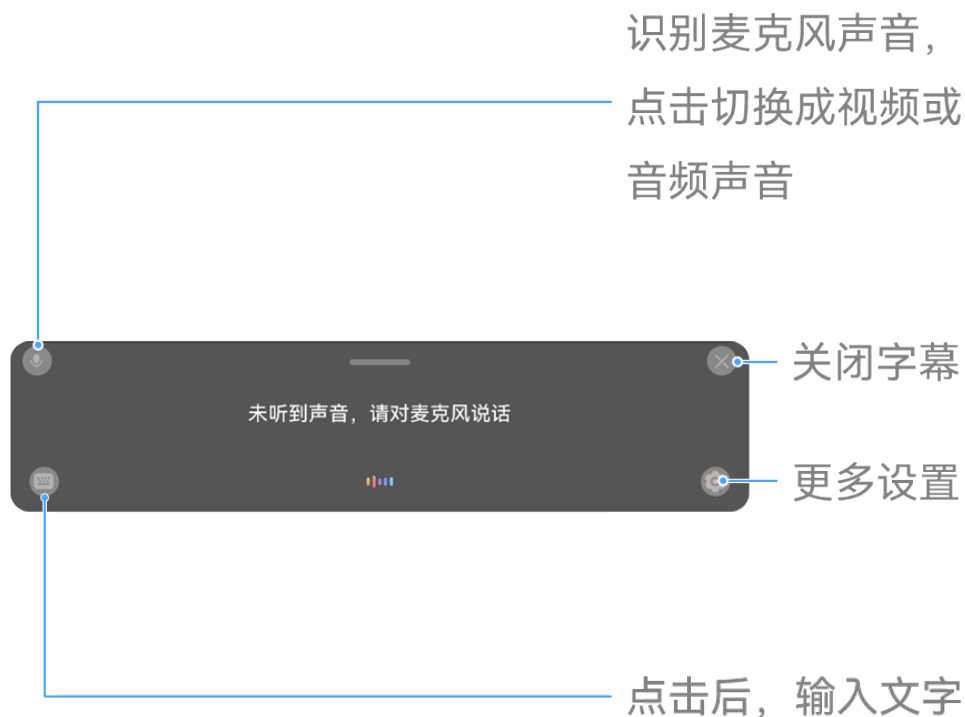 识别麦克风声音，
点击切换成视频或
音频声音
关闭字幕
未听到声音，请对麦克风说话
更多设置
点击后，输入文字